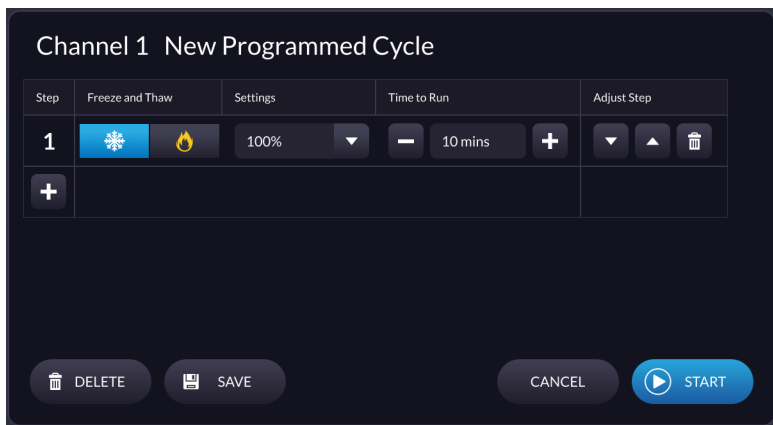 Channel 1 New Programmed Cycle
Step Freeze and Thaw Settings Time to Run Adjust Step
1 100% 10 mins
DELETE SAVE CANCEL START